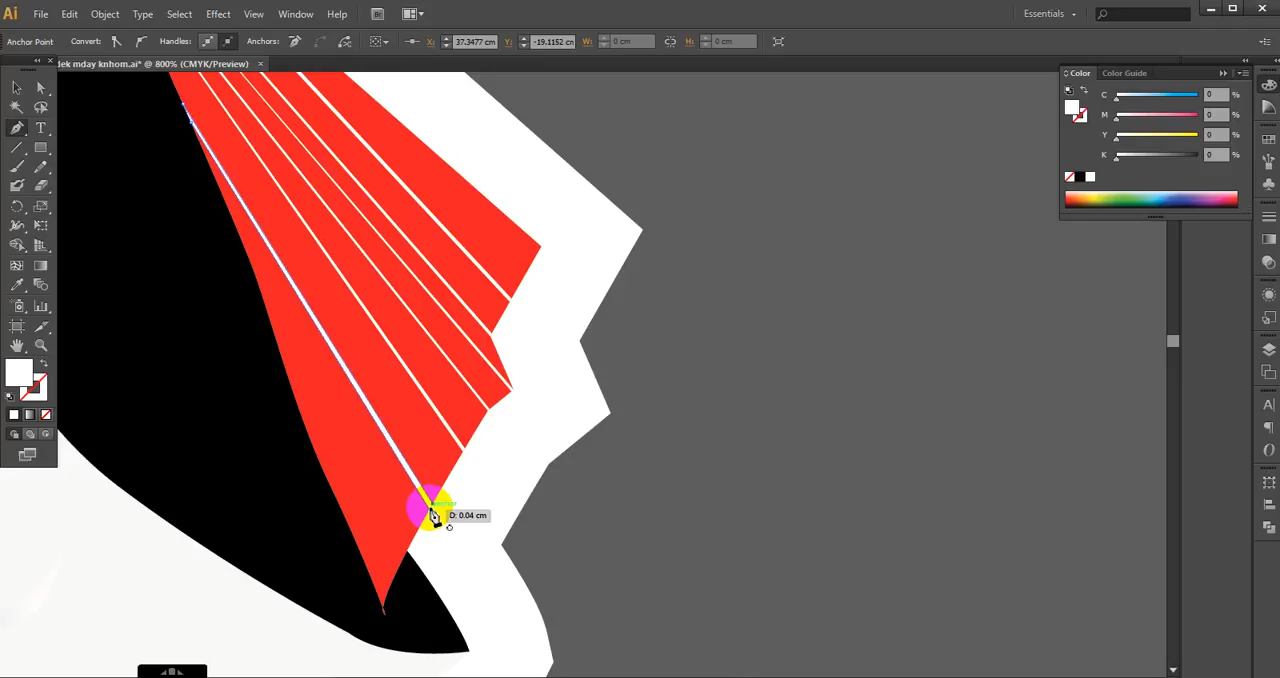 Ai File Edit Object Type Select Effect View Window Help Br Essentials
Anchor Point Convert: Handles: Anchors: X: 37.3477 cm Y: -19.1152 cm W: 0 cm H: 0 cm
dek mday knhom.ai* @ 800% (CMYK/Preview) ×
Color Color Guide
C 0 %
M 0 %
Y 0 %
K 0 %
D: 0.04 cm